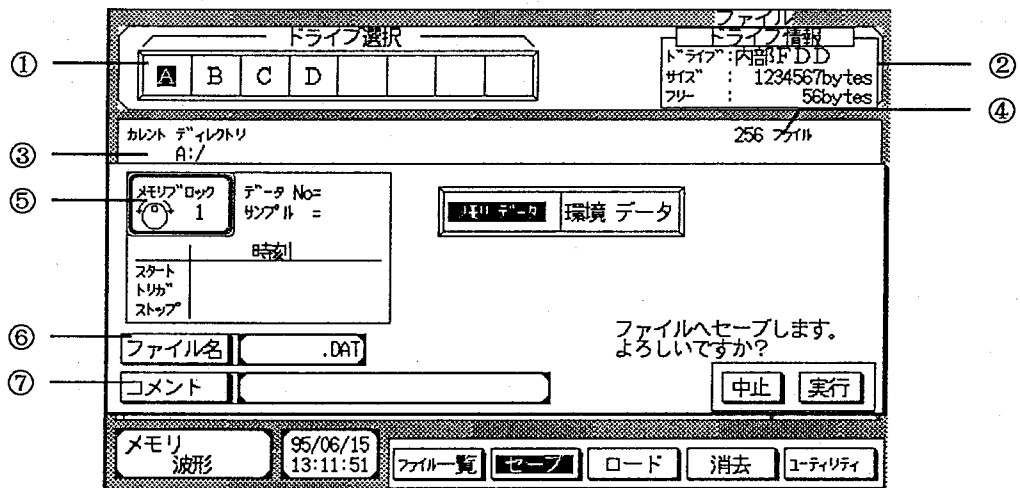 ファイル
ドライブ選択
ドライブ情報
① A B C D
ドライブ:内部FDD ②
サイズ : 1234567bytes
フリー : 56bytes
④
カレント ディレクトリ
256 ファイル
③ A:/
⑤ メモリブロック
1
データ No=
サンプル =
メモリ データ 環境 データ
時刻
スタート
トリガ
ストップ
ファイルへセーブします。
よろしいですか?
⑥ ファイル名 .DAT
⑦ コメント
中止 実行
メモリ
波形
95/06/15
13:11:51
ファイル一覧 セーブ ロード 消去 ユーティリティ